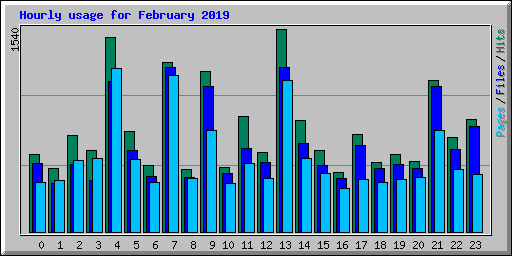 Hourly usage for February 2019
1540
Pages/Files/Hits
0 1 2 3 4 5 6 7 8 9 10 11 12 13 14 15 16 17 18 19 20 21 22 23